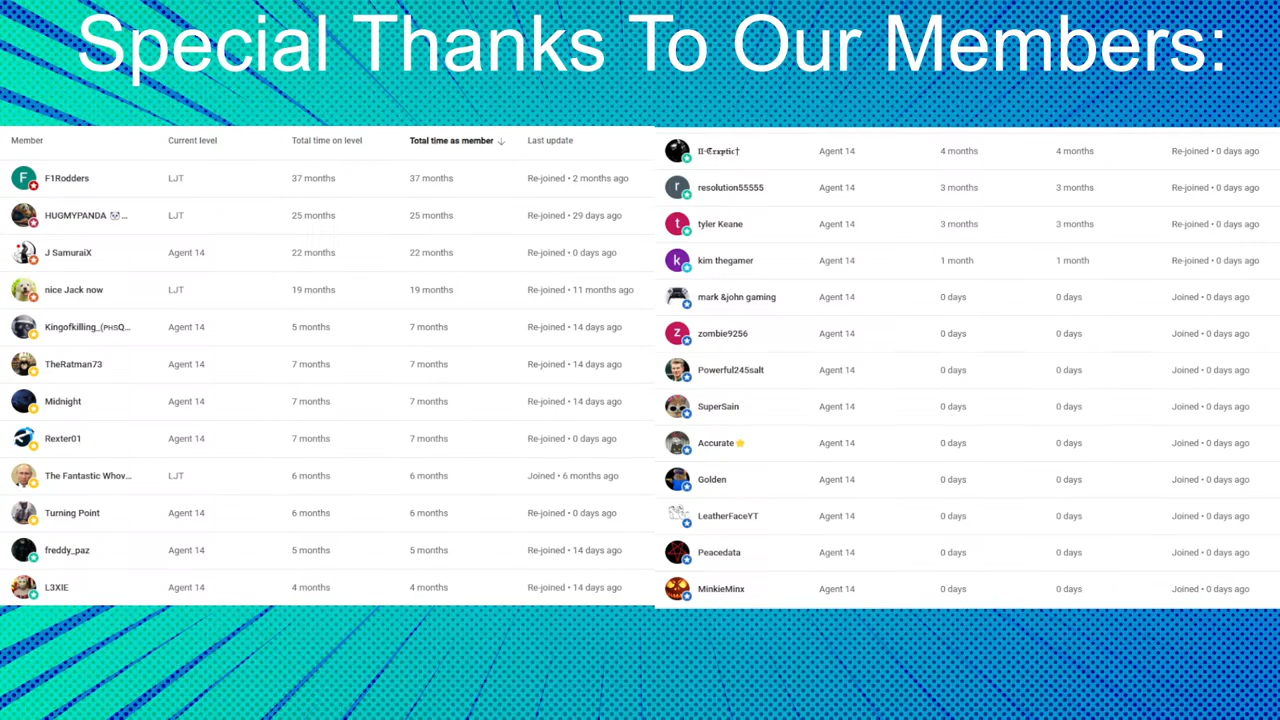 Special Thanks To Our Members:
Member Current level Total time on level Total time as member ↓ Last update
F F1Rodders LJT 37 months 37 months Re-joined • 2 months ago
HUGMYPANDA 🐼... LJT 25 months 25 months Re-joined • 29 days ago
J SamuraiX Agent 14 22 months 22 months Re-joined • 0 days ago
nice Jack now LJT 19 months 19 months Re-joined • 11 months ago
Kingofkilling_(ᴘʜsQ... Agent 14 5 months 7 months Re-joined • 14 days ago
TheRatman73 Agent 14 7 months 7 months Re-joined • 14 days ago
Midnight Agent 14 7 months 7 months Re-joined • 14 days ago
Rexter01 Agent 14 7 months 7 months Re-joined • 0 days ago
The Fantastic Whov... LJT 6 months 6 months Joined • 6 months ago
Turning Point Agent 14 6 months 6 months Re-joined • 0 days ago
freddy_paz Agent 14 5 months 5 months Re-joined • 14 days ago
L3XIE Agent 14 4 months 4 months Re-joined • 14 days ago
Agent 14 4 months 4 months Re-joined • 0 days ago
r resolution55555 Agent 14 3 months 3 months Re-joined • 0 days ago
t tyler Keane Agent 14 3 months 3 months Re-joined • 0 days ago
k kim thegamer Agent 14 1 month 1 month Re-joined • 0 days ago
mark &john gaming Agent 14 0 days 0 days Joined • 0 days ago
z zombie9256 Agent 14 0 days 0 days Joined • 0 days ago
Powerful245salt Agent 14 0 days 0 days Joined • 0 days ago
SuperSain Agent 14 0 days 0 days Joined • 0 days ago
Accurate ⭐ Agent 14 0 days 0 days Joined • 0 days ago
Golden Agent 14 0 days 0 days Joined • 0 days ago
LeatherFaceYT Agent 14 0 days 0 days Joined • 0 days ago
Peacedata Agent 14 0 days 0 days Joined • 0 days ago
MinkieMinx Agent 14 0 days 0 days Joined • 0 days ago